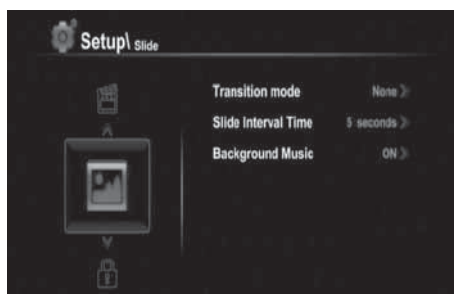 Setup\ Slide
Transition mode None
Slide Interval Time 5 seconds
Background Music ON